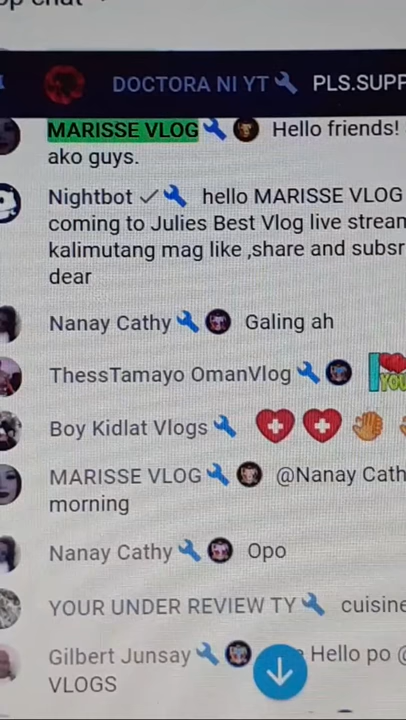 DOCTORA NI YT PLS.SUPP
MARISSE VLOG Hello friends!
ako guys.
Nightbot hello MARISSE VLOG
coming to Julies Best Vlog live stream
kalimutang mag like ,share and subsr
dear
Nanay Cathy Galing ah
ThessTamayo OmanVlog
Boy Kidlat Vlogs
MARISSE VLOG @Nanay Cath
morning
Nanay Cathy Opo
YOUR UNDER REVIEW TY cuisine
Gilbert Junsay Hello po @
VLOGS